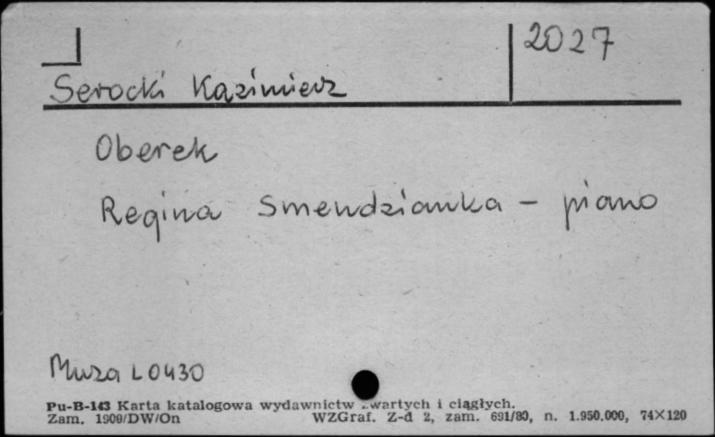 2027
Serocki Kazimierz
Oberek
Regina Smendzianka - piano
Muza L 0430
Pu-B-143 Karta katalogowa wydawnictw zwartych i ciągłych.
Zam. 1909/DW/On WZGraf. Z-d 2, zam. 691/80, n. 1.950.000, 74×120